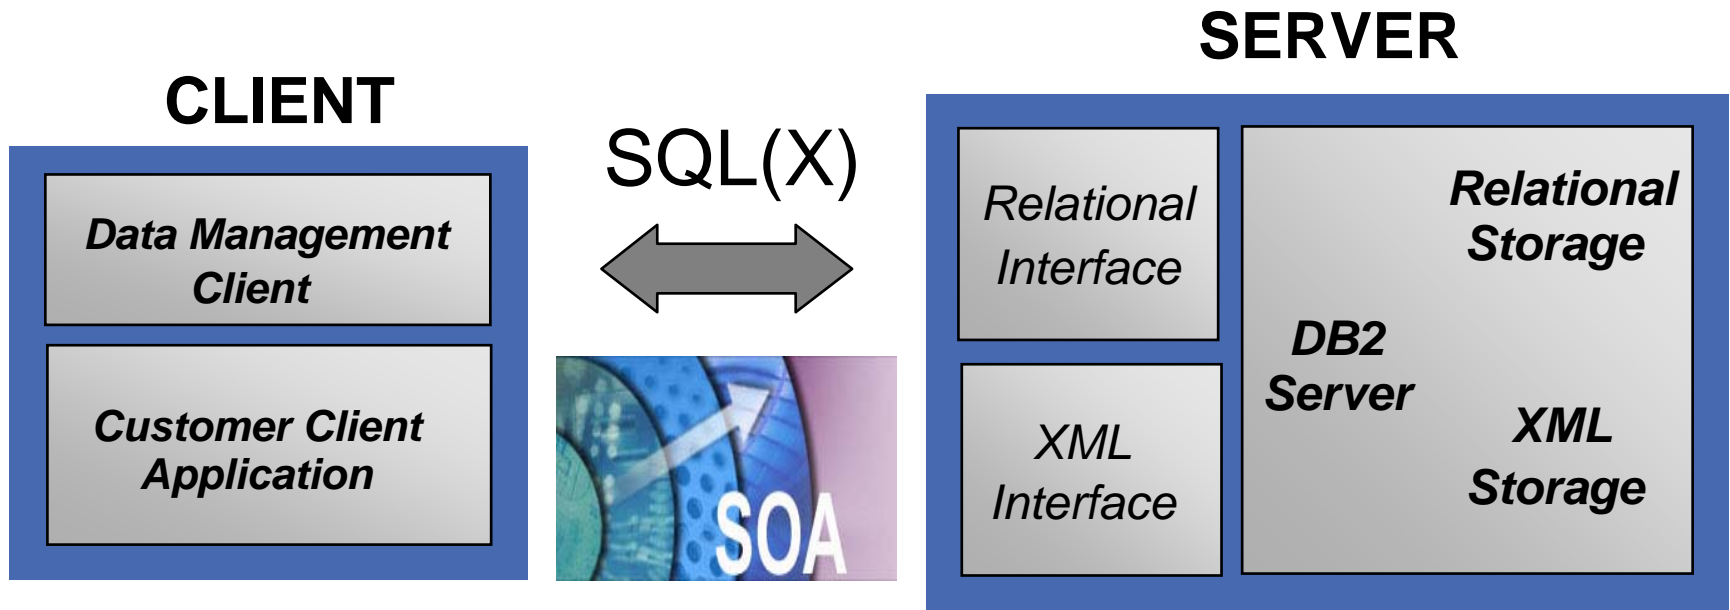 SERVER
CLIENT
SQL(X)
Data Management
Client
Customer Client
Application
SOA
Relational
Interface
XML
Interface
DB2
Server
Relational
Storage
XML
Storage